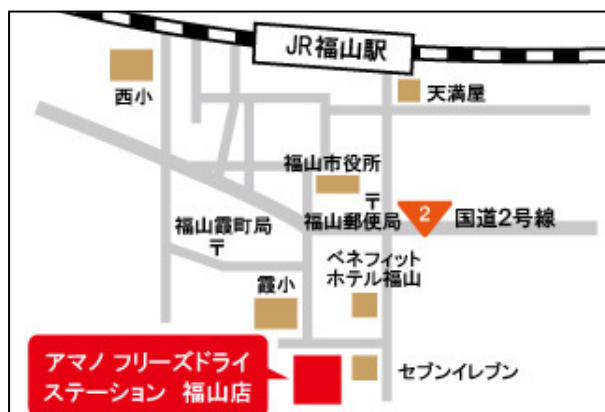 JR福山駅
西小
天満屋
福山市役所
〒
福山郵便局
2
国道2号線
福山霞町局
〒
ベネフィット
ホテル福山
霞小
アマノ フリーズドライ
ステーション 福山店
セブンイレブン